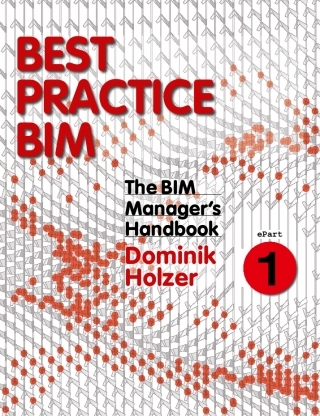 BEST
PRACTICE
BIM
The BIM
Manager's
Handbook
Dominik
Holzer
ePart
1